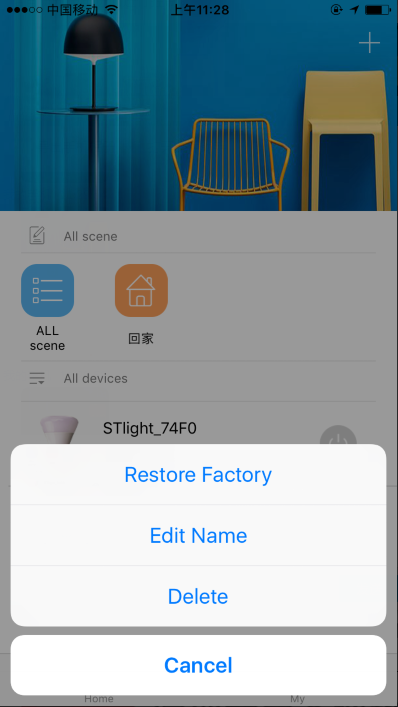 中国移动
上午11:28
All scene
ALL
scene
回家
All devices
STlight_74F0
Restore Factory
Edit Name
Delete
Cancel
Home
My